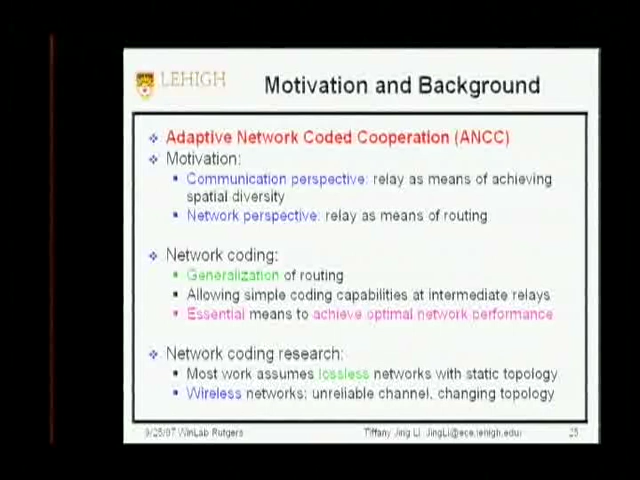 LEHIGH
Motivation and Background
Adaptive Network Coded Cooperation (ANCC)
Motivation:
Communication perspective: relay as means of achieving
spatial diversity
Network perspective: relay as means of routing
Network coding:
Generalization of routing
Allowing simple coding capabilities at intermediate relays
Essential means to achieve optimal network performance
Network coding research:
Most work assumes lossless networks with static topology
Wireless networks: unreliable channel, changing topology
9/25/07 WinLab Rutgers
Tiffany Jing Li JingLi@ece.lehigh.edu
25